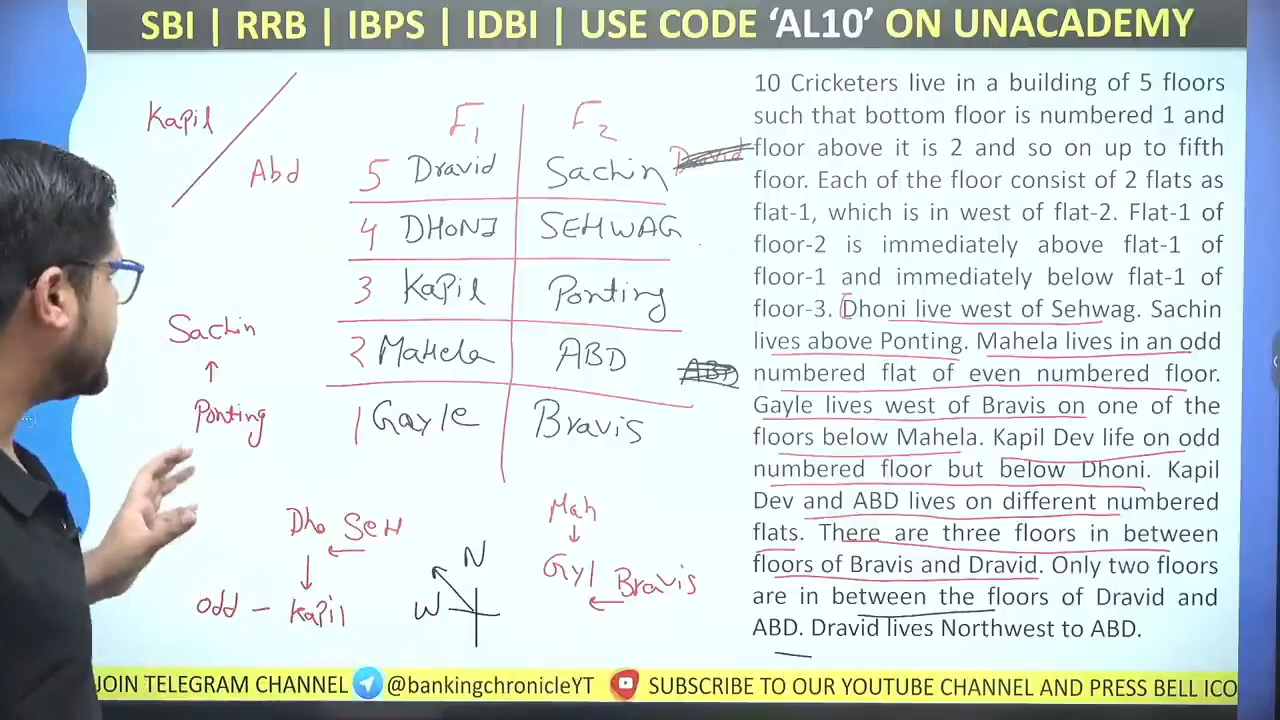 SBI | RRB | IBPS | IDBI | USE CODE ‘AL10’ ON UNACADEMY
Kapil
Abd
F1 F2
5 Dravid Sachin David
4 DHONI SEHWAG
3 Kapil Ponting
2 Mahela ABD ABD
1 Gayle Bravis
Sachin
↑
Ponting
Dho SeH
↓ ←
odd - Kapil
N
W
Mah
↓
Gyl Bravis
←
10 Cricketers live in a building of 5 floors
such that bottom floor is numbered 1 and
floor above it is 2 and so on up to fifth
floor. Each of the floor consist of 2 flats as
flat-1, which is in west of flat-2. Flat-1 of
floor-2 is immediately above flat-1 of
floor-1 and immediately below flat-1 of
floor-3. Dhoni live west of Sehwag. Sachin
lives above Ponting. Mahela lives in an odd
numbered flat of even numbered floor.
Gayle lives west of Bravis on one of the
floors below Mahela. Kapil Dev life on odd
numbered floor but below Dhoni. Kapil
Dev and ABD lives on different numbered
flats. There are three floors in between
floors of Bravis and Dravid. Only two floors
are in between the floors of Dravid and
ABD. Dravid lives Northwest to ABD.
JOIN TELEGRAM CHANNEL @bankingchronicleYT SUBSCRIBE TO OUR YOUTUBE CHANNEL AND PRESS BELL ICO